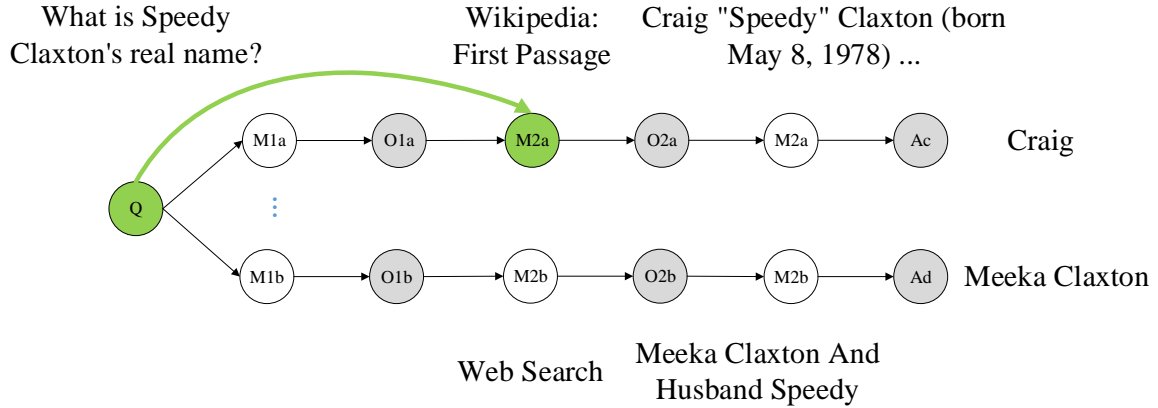 What is Speedy
Claxton's real name?
Wikipedia:
First Passage
Craig "Speedy" Claxton (born
May 8, 1978) ...
M1a
O1a
M2a
O2a
M2a
Ac
Craig
Q
M1b
O1b
M2b
O2b
M2b
Ad
Meeka Claxton
Web Search
Meeka Claxton And
Husband Speedy